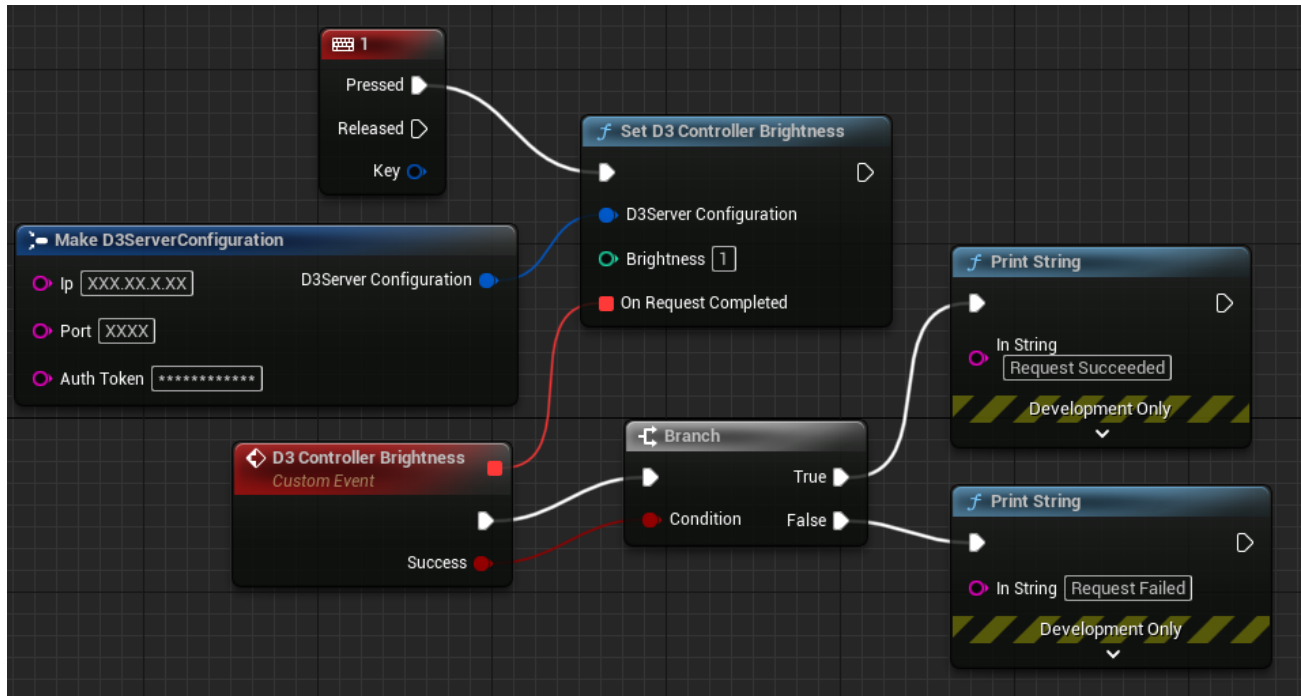 1
Pressed
Released
Key
Make D3ServerConfiguration
Ip XXX.XX.X.XX
D3Server Configuration
Port XXXX
Auth Token ************
Set D3 Controller Brightness
D3Server Configuration
Brightness 1
On Request Completed
D3 Controller Brightness
Custom Event
Success
Branch
True
Condition
False
Print String
In String
Request Succeeded
Development Only
Print String
In String Request Failed
Development Only